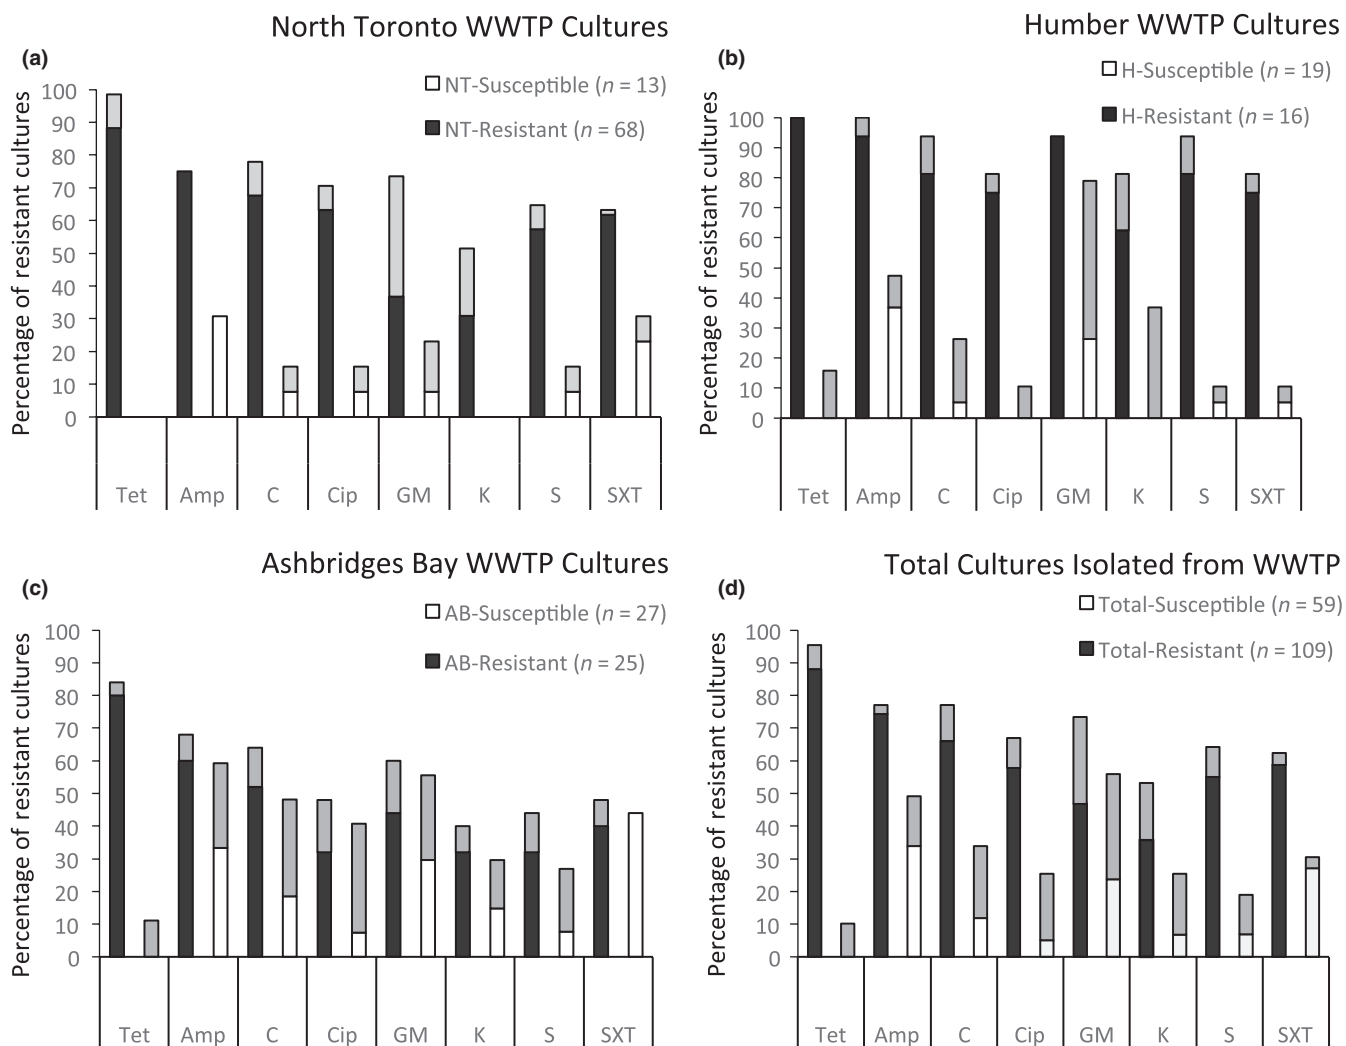 North Toronto WWTP Cultures
(a)
NT-Susceptible (n = 13)
NT-Resistant (n = 68)
Percentage of resistant cultures
100
90
80
70
60
50
40
30
20
10
0
Tet Amp C Cip GM K S SXT
Humber WWTP Cultures
(b)
H-Susceptible (n = 19)
H-Resistant (n = 16)
Percentage of resistant cultures
100
90
80
70
60
50
40
30
20
10
0
Tet Amp C Cip GM K S SXT
Ashbridges Bay WWTP Cultures
(c)
AB-Susceptible (n = 27)
AB-Resistant (n = 25)
Percentage of resistant cultures
100
90
80
70
60
50
40
30
20
10
0
Tet Amp C Cip GM K S SXT
Total Cultures Isolated from WWTP
(d)
Total-Susceptible (n = 59)
Total-Resistant (n = 109)
Percentage of resistant cultures
100
90
80
70
60
50
40
30
20
10
0
Tet Amp C Cip GM K S SXT